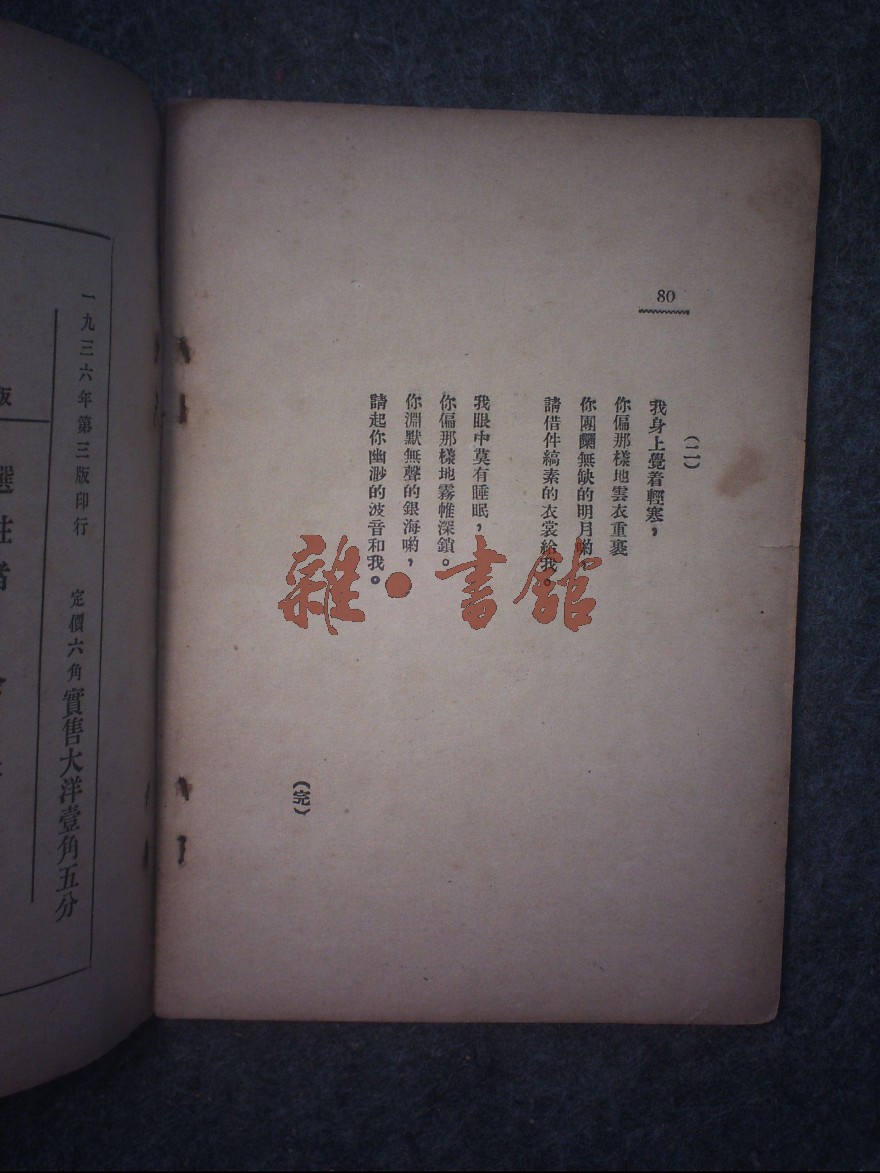 80
(二)
我身上覺着輕寒，
你偏那樣地雲衣重裹
你團圞無缺的明月喲，
請借件縞素的衣裳給我。
我眼中莫有睡眠，
你偏那樣地霧帷深鎖。
你淵默無聲的銀海喲，
請起你幽渺的波音和我。
(完)
雜·書館
一九三六年第三版印行
定價六角實售大洋壹角五分
版
選註者